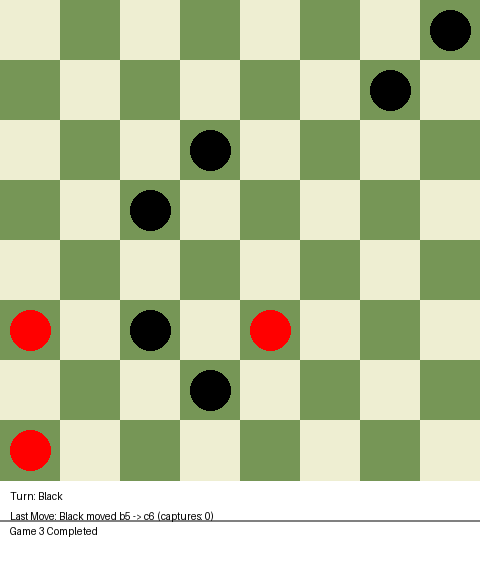 Turn: Black
Last Move: Black moved b5 -> c6 (captures: 0)
Game 3 Completed